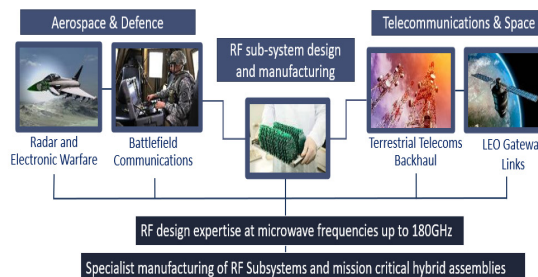 Aerospace & Defence
Telecommunications & Space
RF sub-system design
and manufacturing
Radar and
Electronic Warfare
Battlefield
Communications
Terrestrial Telecoms
Backhaul
LEO Gatewa
Links
RF design expertise at microwave frequencies up to 180GHz
Specialist manufacturing of RF Subsystems and mission critical hybrid assemblies